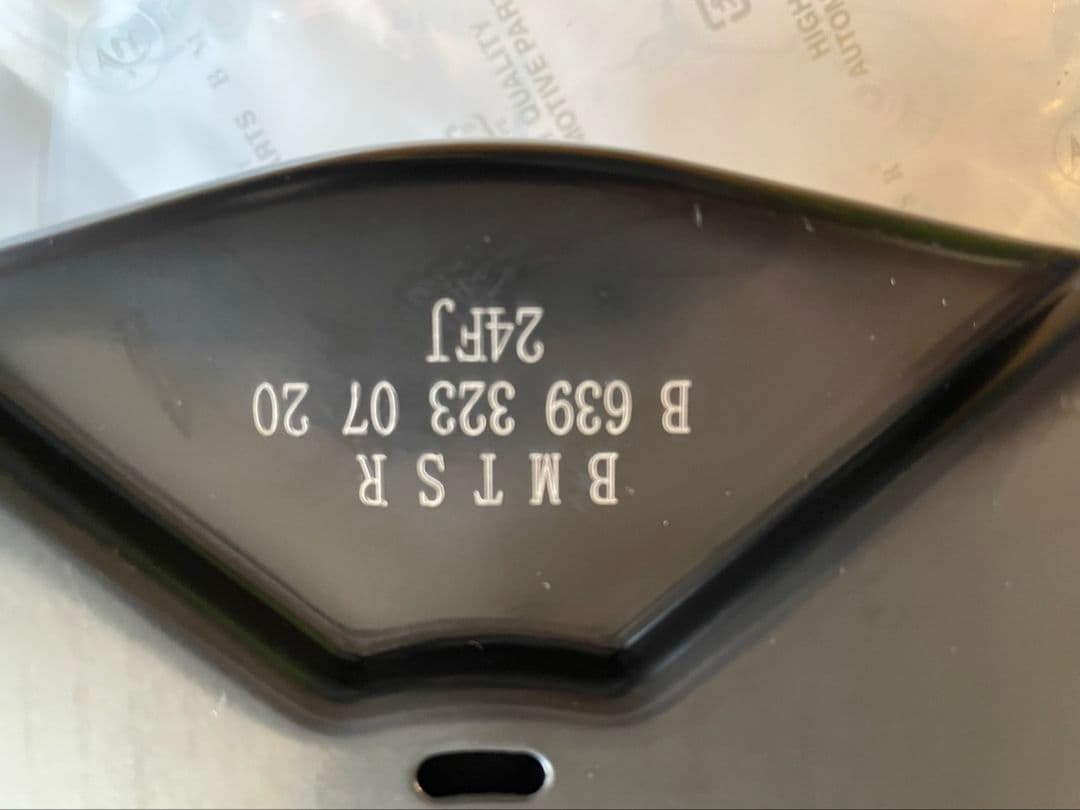 B M T S R
B 639 323 07 20
24FJ
QUALITY
HIGH